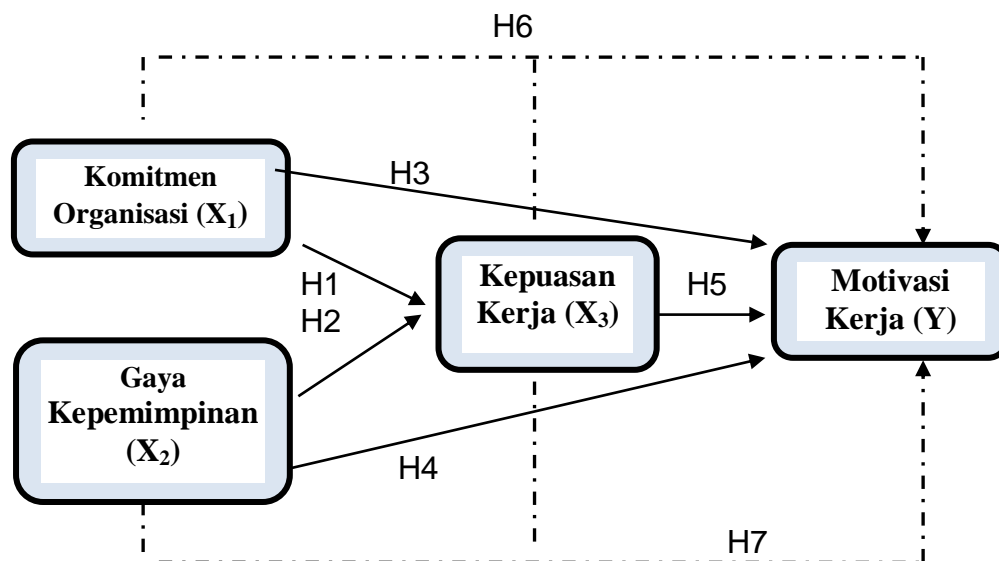 H6
Komitmen
Organisasi (X₁)
H3
H1
H2
Kepuasan
Kerja (X₃)
H5
Motivasi
Kerja (Y)
Gaya
Kepemimpinan
(X₂)
H4
H7